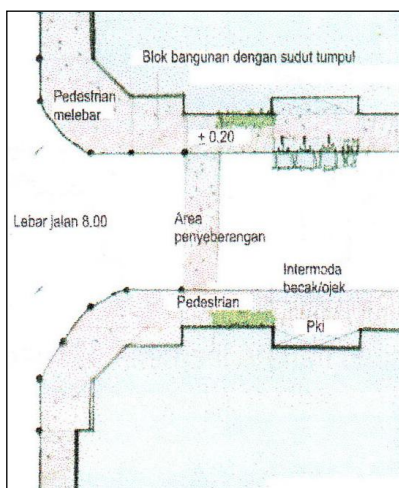 Blok bangunan dengan sudut tumpul
Pedestrian
melebar
± 0.20
Lebar jalan 8.00
Area
penyeberangan
Intermoda
becak/ojek
Pedestrian
Pkl